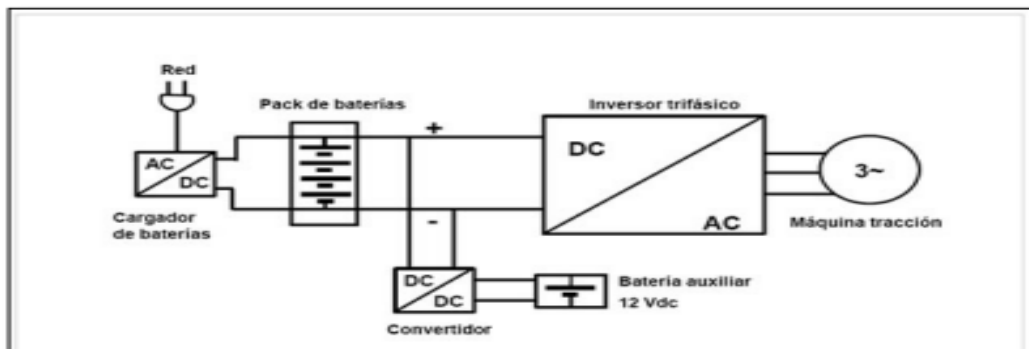 Red
Pack de baterías
Inversor trifásico
+
AC
DC
DC
3~
Cargador
de baterías
-
AC
Máquina tracción
DC
DC
Batería auxiliar
12 Vdc
Convertidor